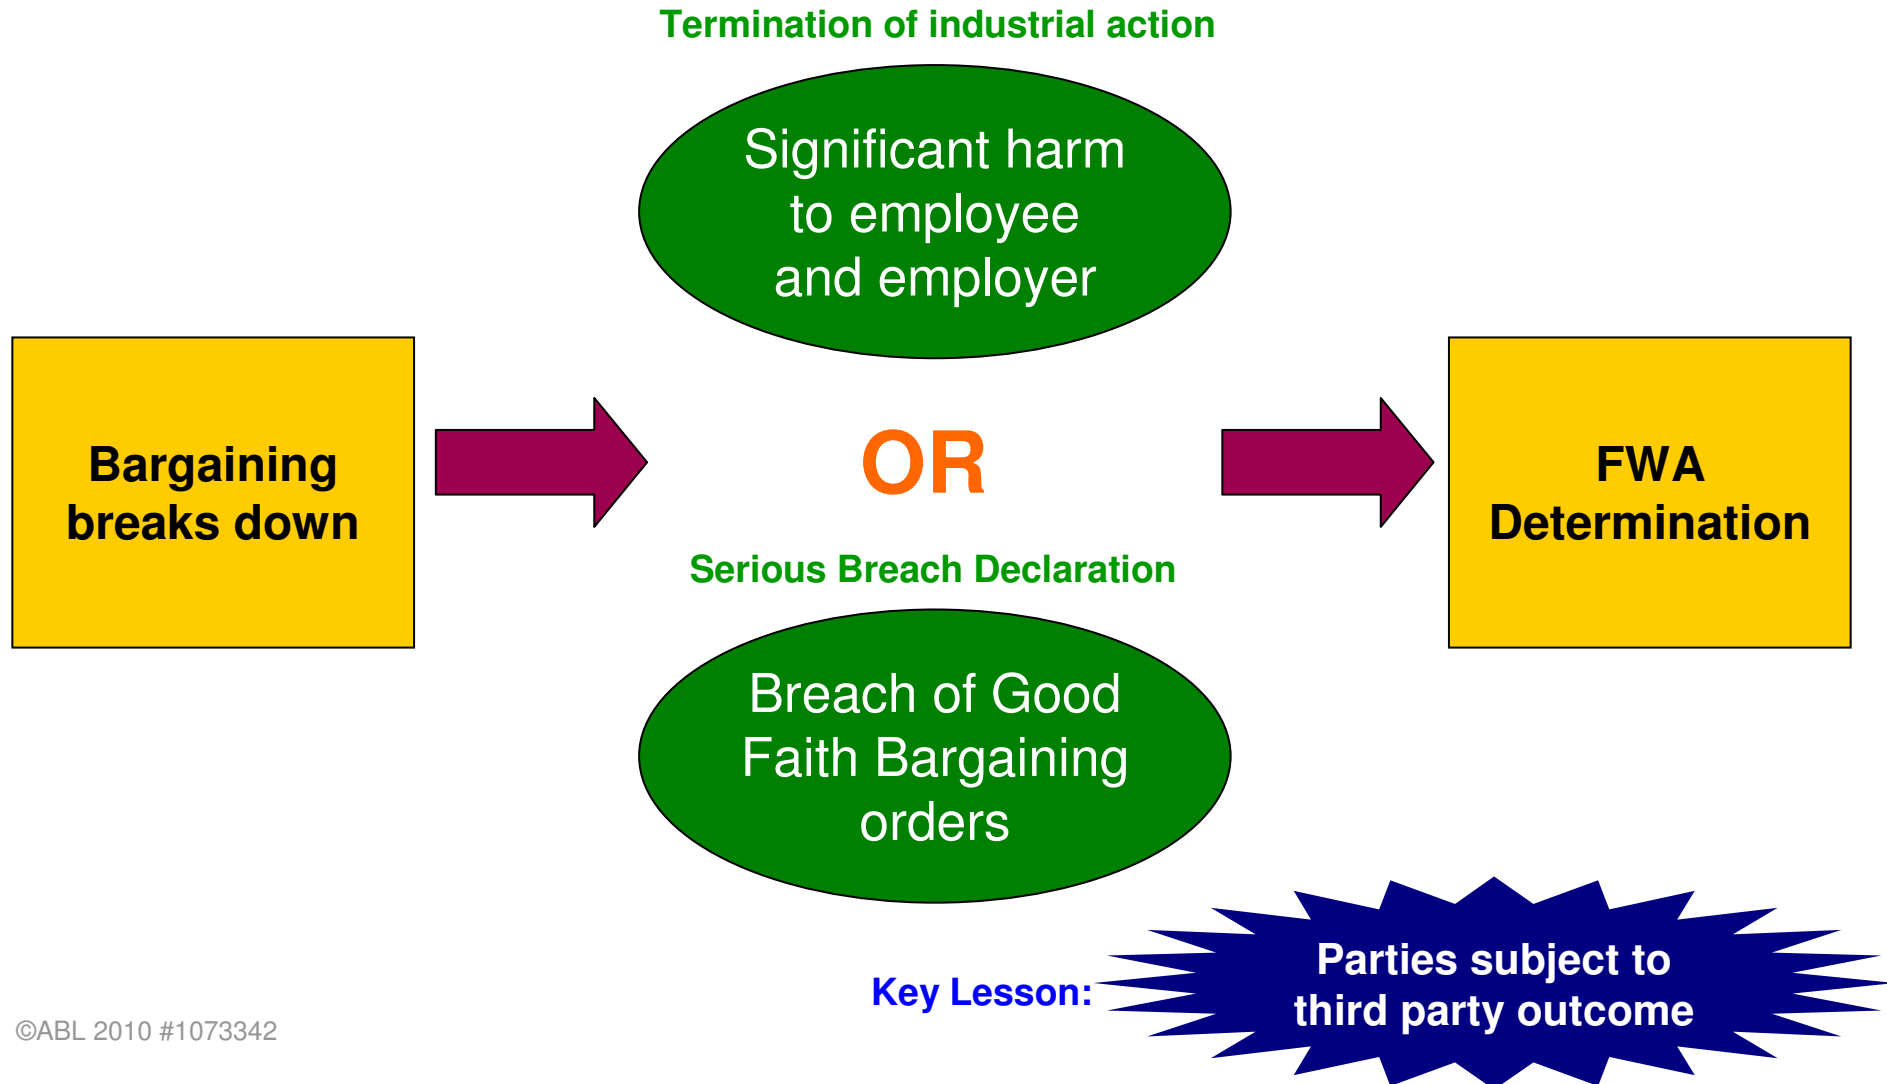 Termination of industrial action
Significant harm
to employee
and employer
Bargaining
breaks down
OR
FWA
Determination
Serious Breach Declaration
Breach of Good
Faith Bargaining
orders
Key Lesson:
Parties subject to
third party outcome
©ABL 2010 #1073342